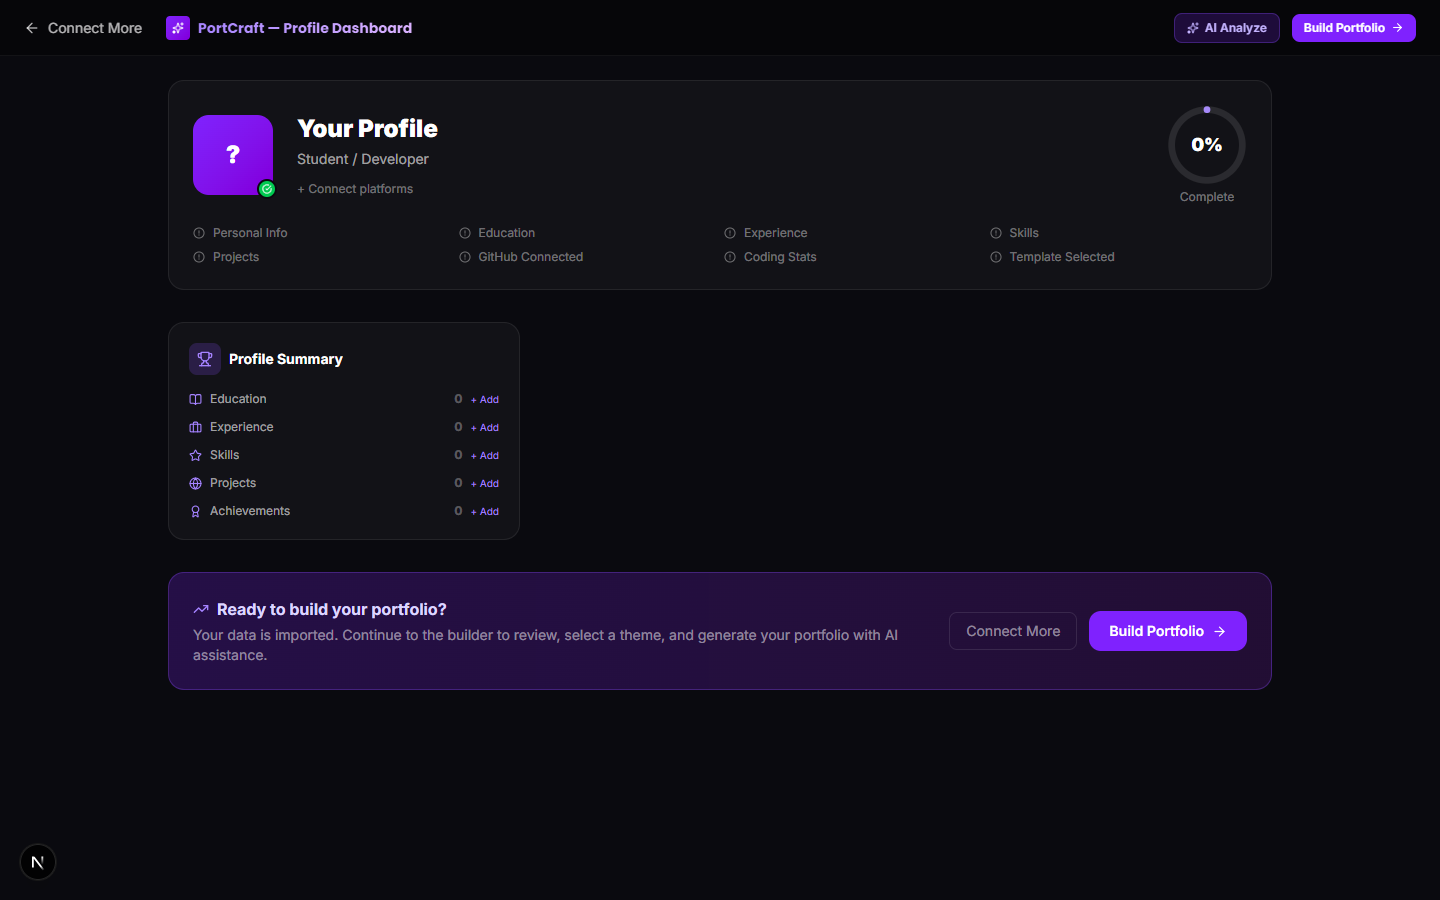 Connect More
PortCraft — Profile Dashboard
AI Analyze
Build Portfolio
?
Your Profile
Student / Developer
+ Connect platforms
0%
Complete
Personal Info
Education
Experience
Skills
Projects
GitHub Connected
Coding Stats
Template Selected
Profile Summary
Education 0 + Add
Experience 0 + Add
Skills 0 + Add
Projects 0 + Add
Achievements 0 + Add
Ready to build your portfolio?
Your data is imported. Continue to the builder to review, select a theme, and generate your portfolio with AI
assistance.
Connect More
Build Portfolio
N